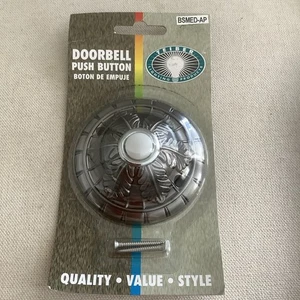 BSMED-AP
DOORBELL
PUSH BUTTON
BOTON DE EMPUJE
QUALITY • VALUE • STYLE